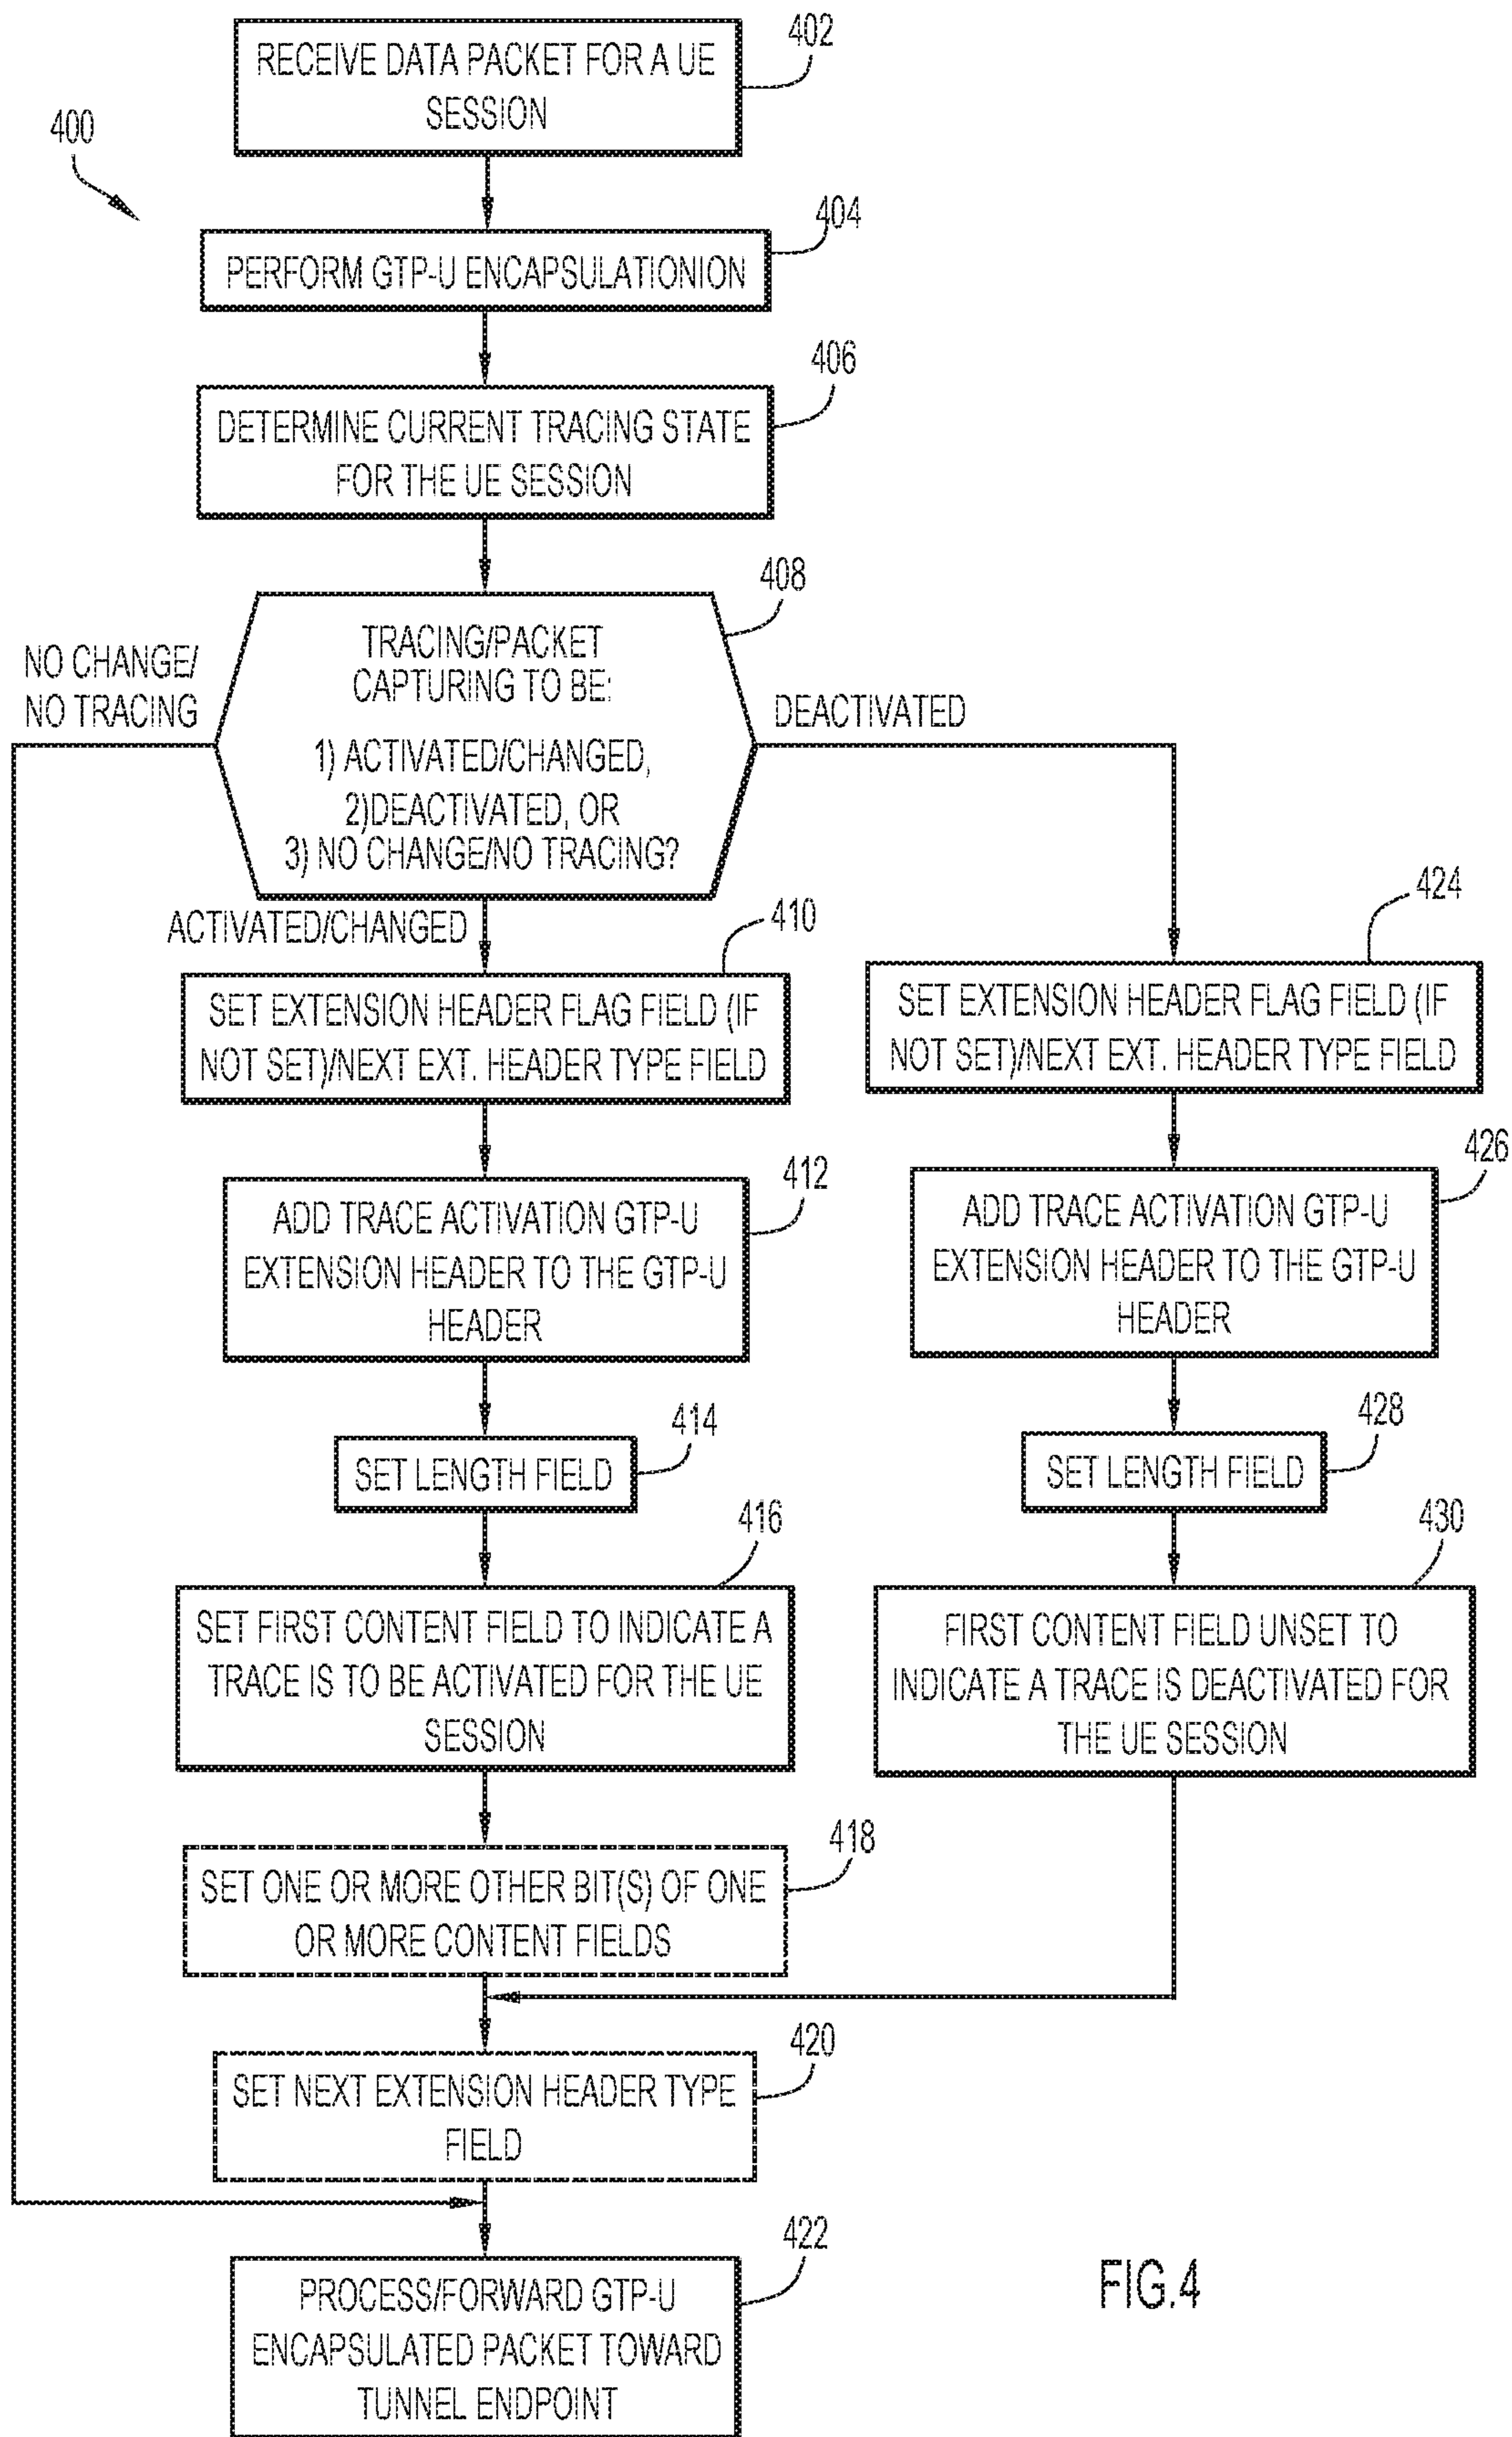 402
RECEIVE DATA PACKET FOR A UE
SESSION
400
404
PERFORM GTP-U ENCAPSULATIONION
406
DETERMINE CURRENT TRACING STATE
FOR THE UE SESSION
408
NO CHANGE/
NO TRACING
TRACING/PACKET
CAPTURING TO BE:
1) ACTIVATED/CHANGED,
2)DEACTIVATED, OR
3) NO CHANGE/NO TRACING?
DEACTIVATED
ACTIVATED/CHANGED
410
SET EXTENSION HEADER FLAG FIELD (IF
NOT SET)/NEXT EXT. HEADER TYPE FIELD
424
SET EXTENSION HEADER FLAG FIELD (IF
NOT SET)/NEXT EXT. HEADER TYPE FIELD
412
ADD TRACE ACTIVATION GTP-U
EXTENSION HEADER TO THE GTP-U
HEADER
426
ADD TRACE ACTIVATION GTP-U
EXTENSION HEADER TO THE GTP-U
HEADER
414
SET LENGTH FIELD
428
SET LENGTH FIELD
416
SET FIRST CONTENT FIELD TO INDICATE A
TRACE IS TO BE ACTIVATED FOR THE UE
SESSION
430
FIRST CONTENT FIELD UNSET TO
INDICATE A TRACE IS DEACTIVATED FOR
THE UE SESSION
418
SET ONE OR MORE OTHER BIT(S) OF ONE
OR MORE CONTENT FIELDS
420
SET NEXT EXTENSION HEADER TYPE
FIELD
422
PROCESS/FORWARD GTP-U
ENCAPSULATED PACKET TOWARD
TUNNEL ENDPOINT
FIG.4